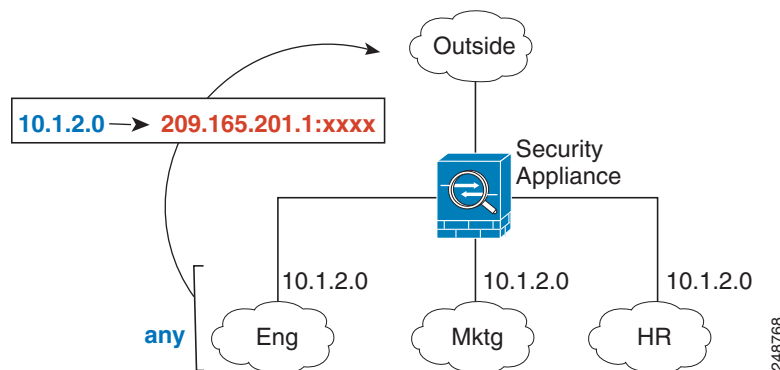 Outside
10.1.2.0 209.165.201.1:xxxx
Security
Appliance
10.1.2.0 10.1.2.0 10.1.2.0
any Eng Mktg HR
248768